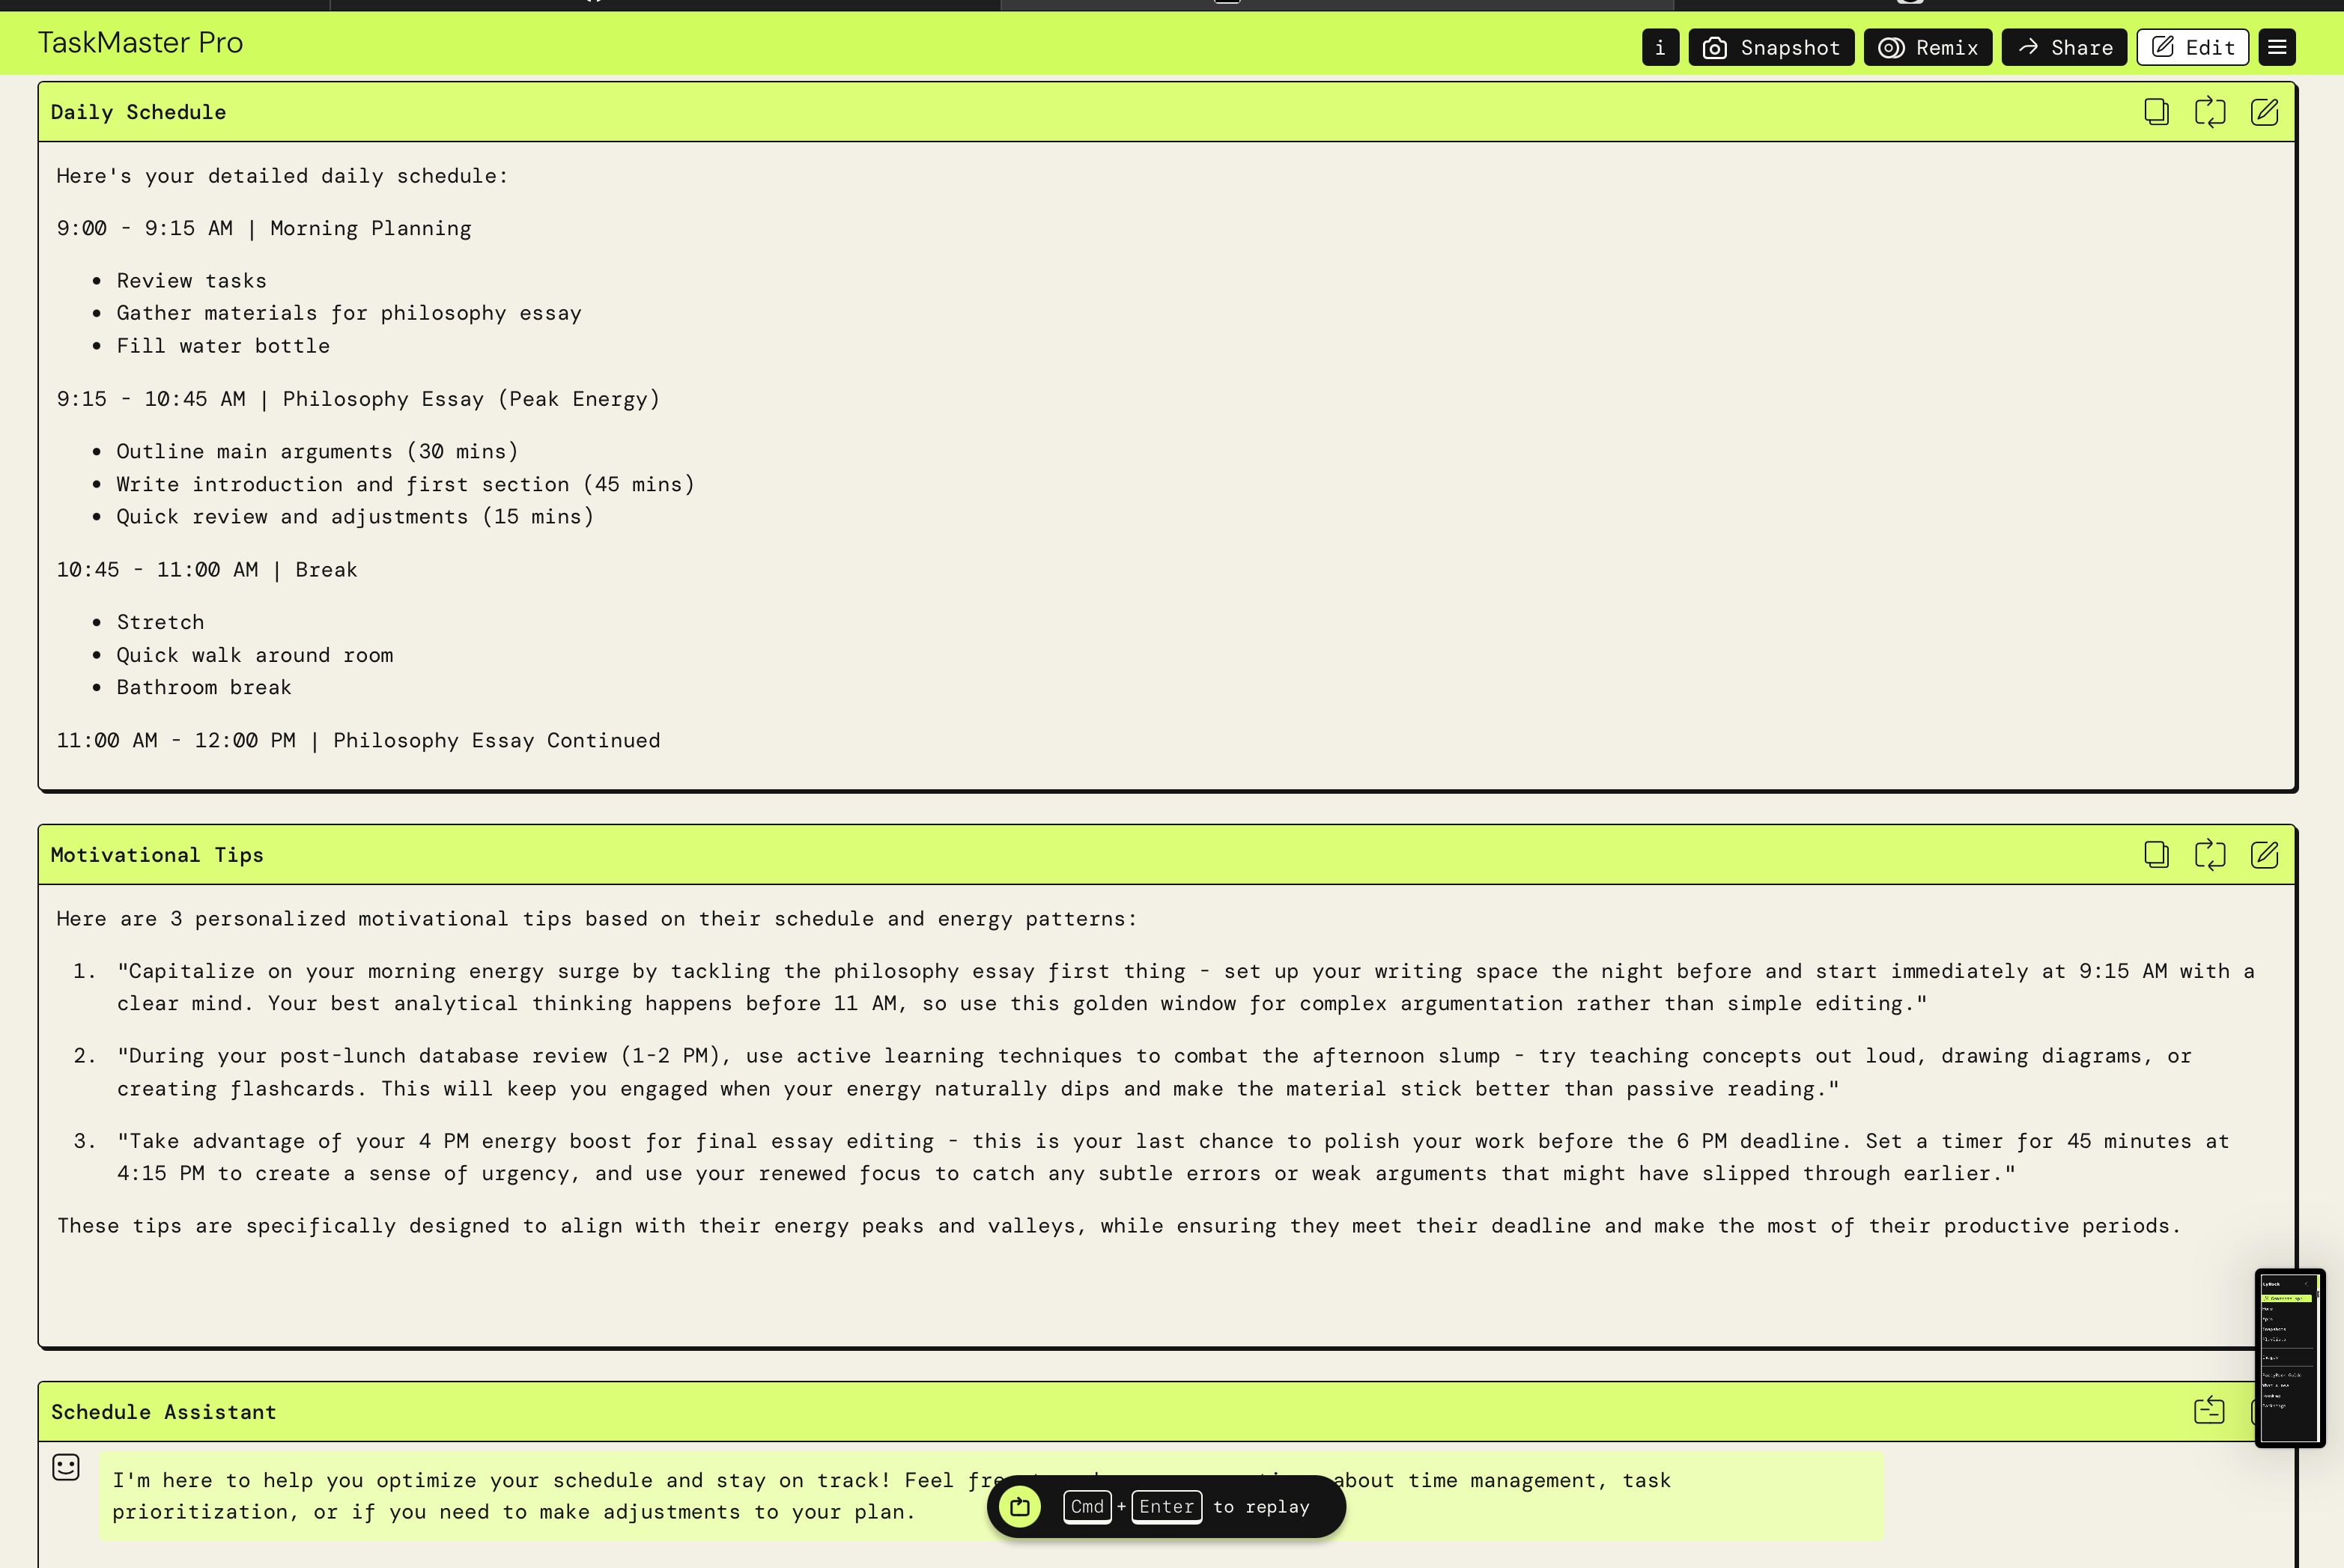 TaskMaster Pro
i
Snapshot
Remix
Share
Edit
Daily Schedule
Here's your detailed daily schedule:
9:00 - 9:15 AM | Morning Planning
• Review tasks
• Gather materials for philosophy essay
• Fill water bottle
9:15 - 10:45 AM | Philosophy Essay (Peak Energy)
• Outline main arguments (30 mins)
• Write introduction and first section (45 mins)
• Quick review and adjustments (15 mins)
10:45 - 11:00 AM | Break
• Stretch
• Quick walk around room
• Bathroom break
11:00 AM - 12:00 PM | Philosophy Essay Continued
Motivational Tips
Here are 3 personalized motivational tips based on their schedule and energy patterns:
1. "Capitalize on your morning energy surge by tackling the philosophy essay first thing - set up your writing space the night before and start immediately at 9:15 AM with a
clear mind. Your best analytical thinking happens before 11 AM, so use this golden window for complex argumentation rather than simple editing."
2. "During your post-lunch database review (1-2 PM), use active learning techniques to combat the afternoon slump - try teaching concepts out loud, drawing diagrams, or
creating flashcards. This will keep you engaged when your energy naturally dips and make the material stick better than passive reading."
3. "Take advantage of your 4 PM energy boost for final essay editing - this is your last chance to polish your work before the 6 PM deadline. Set a timer for 45 minutes at
4:15 PM to create a sense of urgency, and use your renewed focus to catch any subtle errors or weak arguments that might have slipped through earlier."
These tips are specifically designed to align with their energy peaks and valleys, while ensuring they meet their deadline and make the most of their productive periods.
Schedule Assistant
I'm here to help you optimize your schedule and stay on track! Feel about time management, task
prioritization, or if you need to make adjustments to your plan.
Cmd + Enter to replay